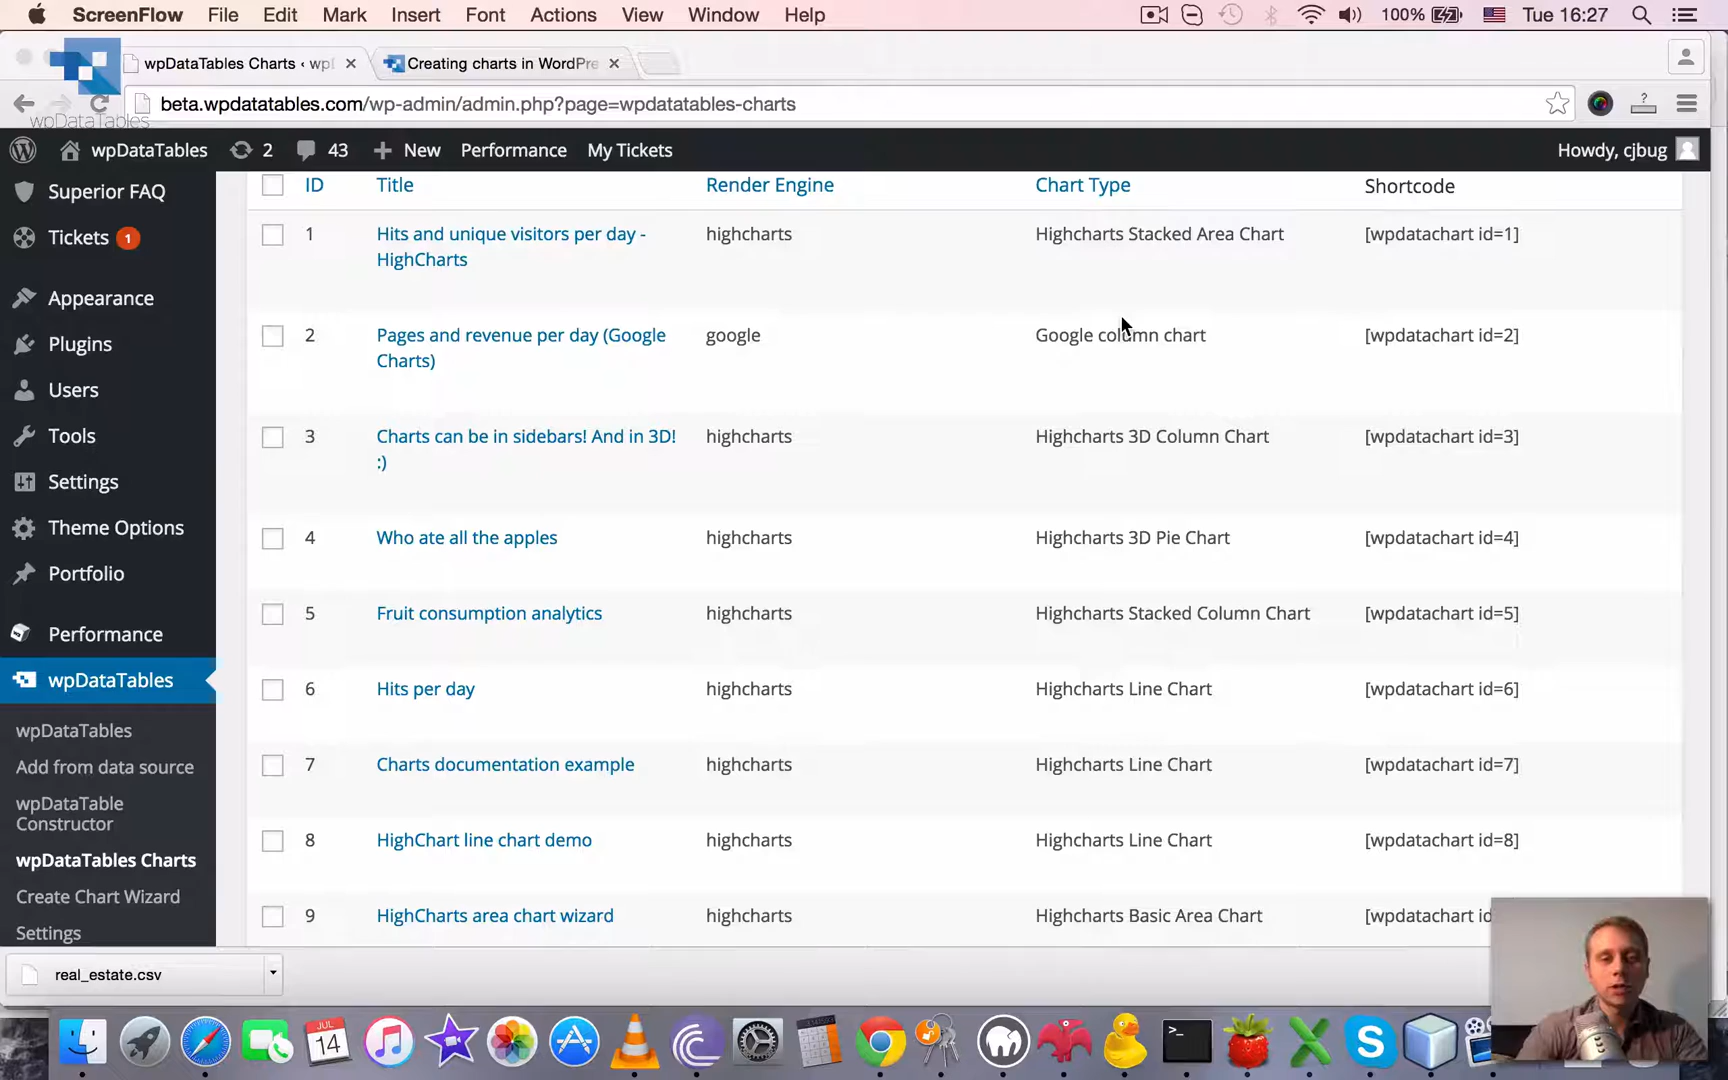 ScreenFlow File Edit Mark Insert Font Actions View Window Help 100% Tue 16:27
wpDataTables Charts ‹ wp Creating charts in WordPre
beta.wpdatatables.com/wp-admin/admin.php?page=wpdatatables-charts
wpDataTables
wpDataTables 2 43 New Performance My Tickets Howdy, cjbug
Superior FAQ
Tickets 1
Appearance
Plugins
Users
Tools
Settings
Theme Options
Portfolio
Performance
wpDataTables
wpDataTables
Add from data source
wpDataTable
Constructor
wpDataTables Charts
Create Chart Wizard
Settings
ID Title Render Engine Chart Type Shortcode
1 Hits and unique visitors per day - highcharts Highcharts Stacked Area Chart [wpdatachart id=1]
HighCharts
2 Pages and revenue per day (Google google Google column chart [wpdatachart id=2]
Charts)
3 Charts can be in sidebars! And in 3D! highcharts Highcharts 3D Column Chart [wpdatachart id=3]
:)
4 Who ate all the apples highcharts Highcharts 3D Pie Chart [wpdatachart id=4]
5 Fruit consumption analytics highcharts Highcharts Stacked Column Chart [wpdatachart id=5]
6 Hits per day highcharts Highcharts Line Chart [wpdatachart id=6]
7 Charts documentation example highcharts Highcharts Line Chart [wpdatachart id=7]
8 HighChart line chart demo highcharts Highcharts Line Chart [wpdatachart id=8]
9 HighCharts area chart wizard highcharts Highcharts Basic Area Chart [wpdatachart id
real_estate.csv
JUL
14